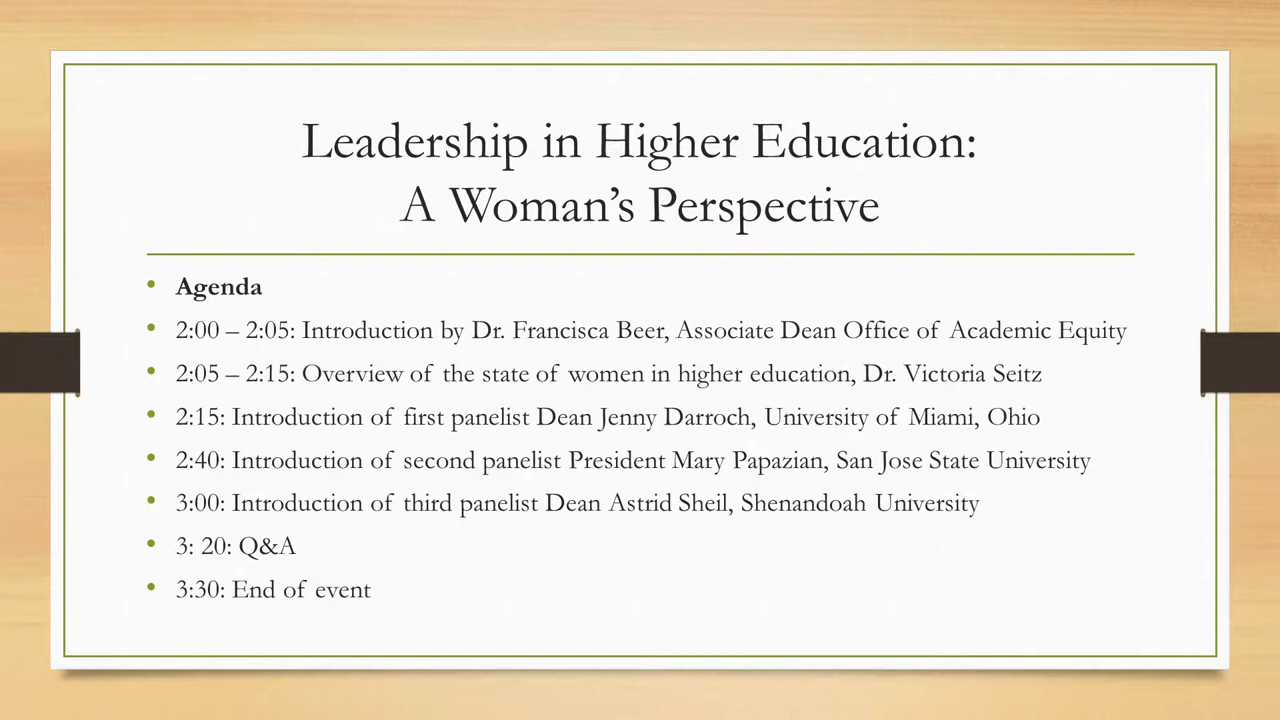 Leadership in Higher Education:
A Woman’s Perspective
• Agenda
• 2:00 – 2:05: Introduction by Dr. Francisca Beer, Associate Dean Office of Academic Equity
• 2:05 – 2:15: Overview of the state of women in higher education, Dr. Victoria Seitz
• 2:15: Introduction of first panelist Dean Jenny Darroch, University of Miami, Ohio
• 2:40: Introduction of second panelist President Mary Papazian, San Jose State University
• 3:00: Introduction of third panelist Dean Astrid Sheil, Shenandoah University
• 3: 20: Q&A
• 3:30: End of event